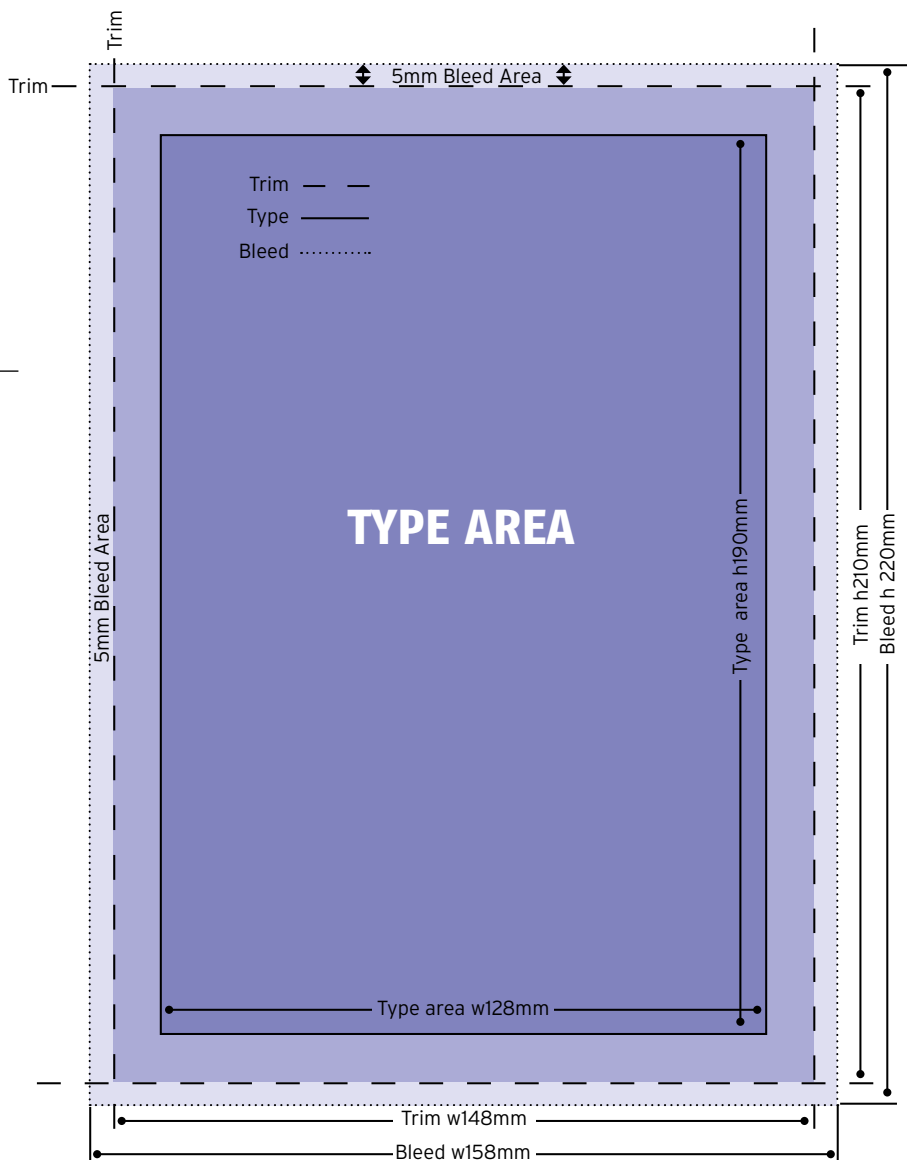 Trim
Trim
5mm Bleed Area
Trim
Type
Bleed
TYPE AREA
5mm Bleed Area
Type area h190mm
Trim h210mm
Bleed h 220mm
Type area w128mm
Trim w148mm
Bleed w158mm